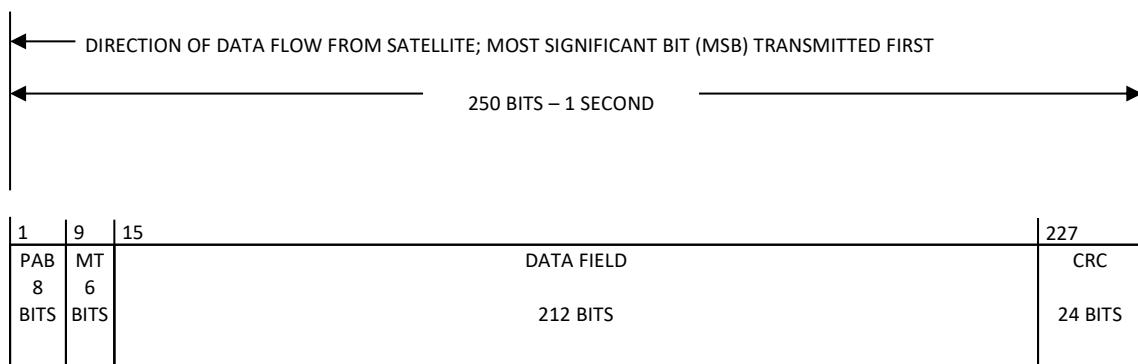 DIRECTION OF DATA FLOW FROM SATELLITE; MOST SIGNIFICANT BIT (MSB) TRANSMITTED FIRST
250 BITS – 1 SECOND
1 9 15 227
PAB MT DATA FIELD CRC
8 6
BITS BITS 212 BITS 24 BITS